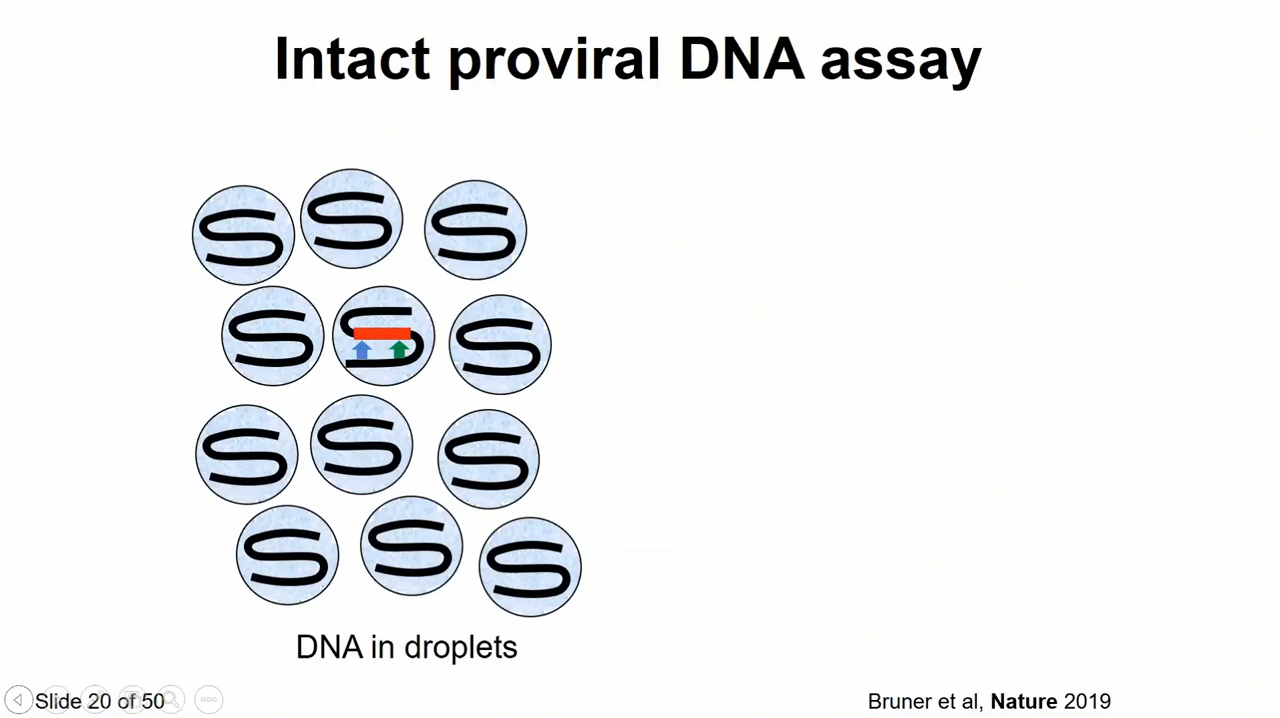 Intact proviral DNA assay
DNA in droplets
Slide 20 of 50
Bruner et al, Nature 2019